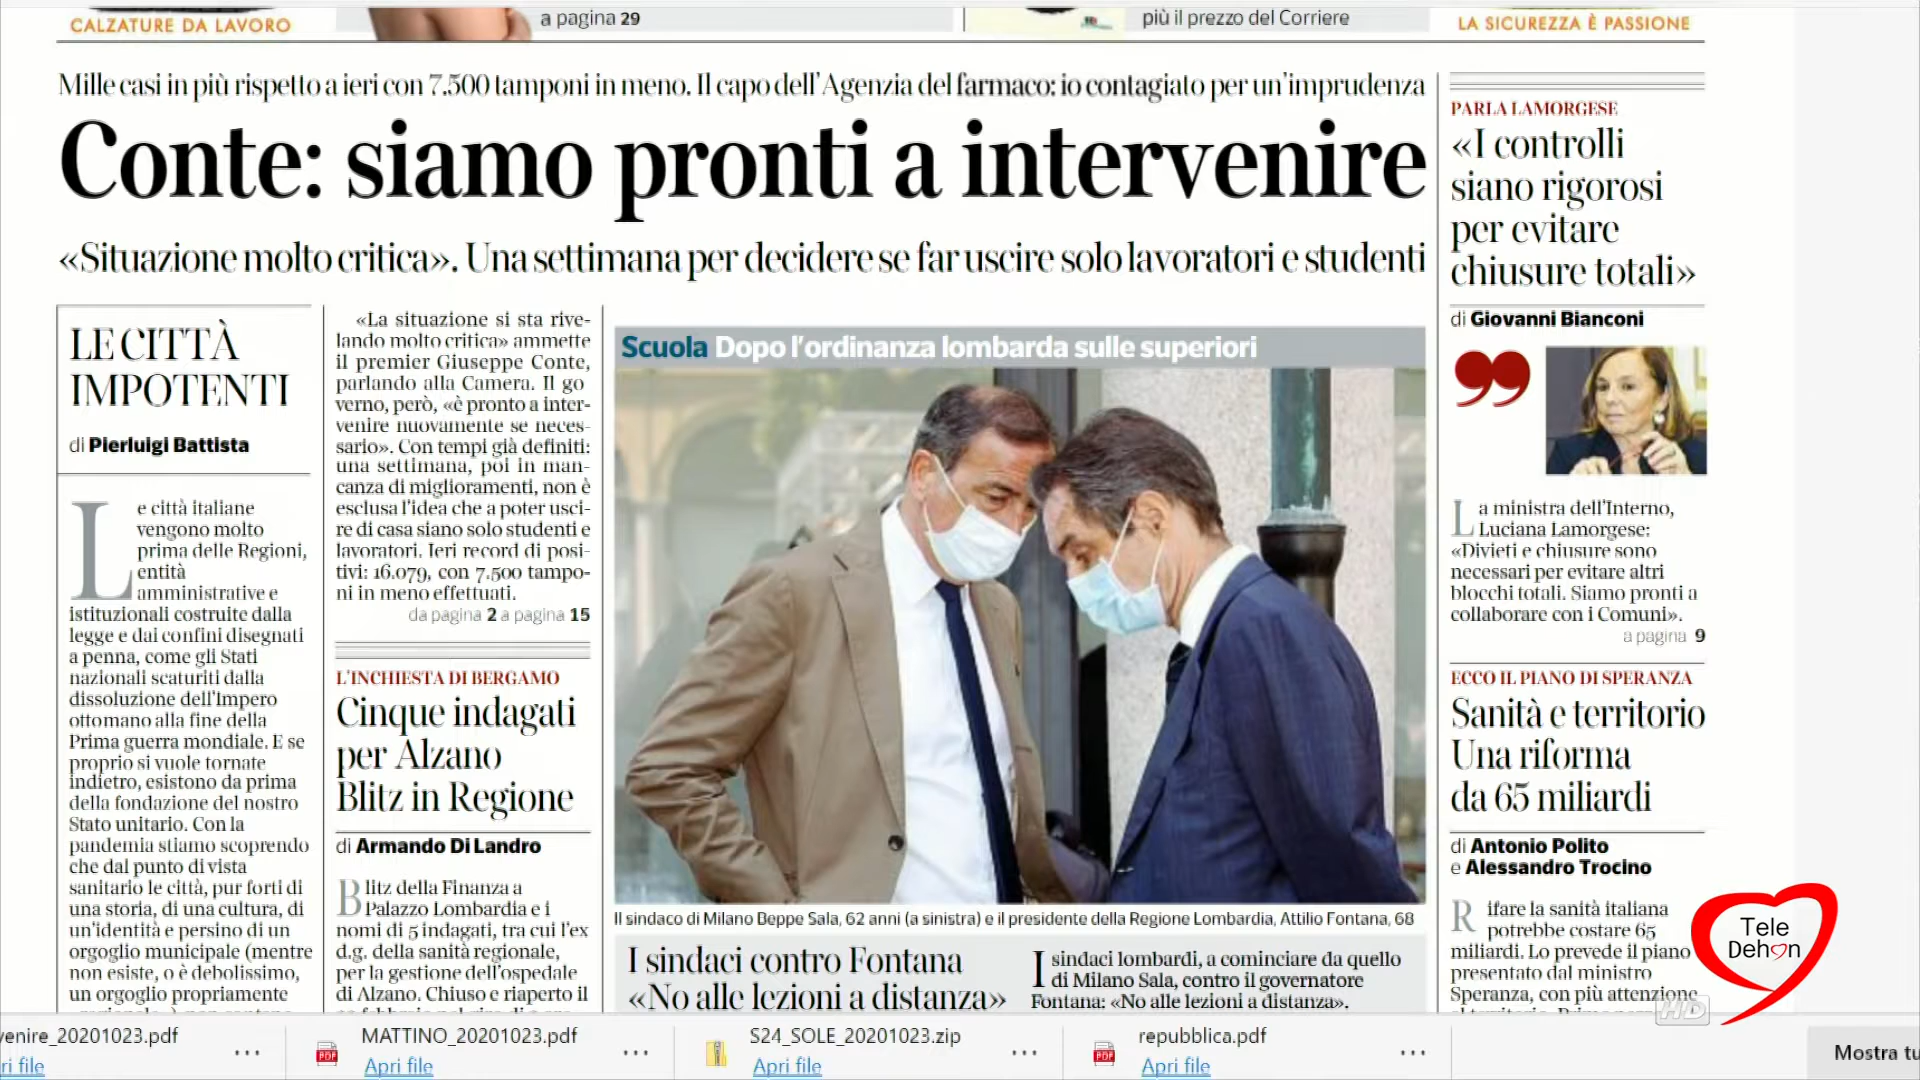 CALZATURE DA LAVORO
a pagina 29
più il prezzo del Corriere
LA SICUREZZA È PASSIONE
Mille casi in più rispetto a ieri con 7.500 tamponi in meno. Il capo dell'Agenzia del farmaco: io contagiato per un'imprudenza
Conte: siamo pronti a intervenire
«Situazione molto critica». Una settimana per decidere se far uscire solo lavoratori e studenti
LE CITTÀ
IMPOTENTI
di Pierluigi Battista
Le città italiane
vengono molto
prima delle Regioni,
entità
amministrative e
istituzionali costruite dalla
legge e dai confini disegnati
a penna, come gli Stati
nazionali scaturiti dalla
dissoluzione dell'Impero
ottomano alla fine della
Prima guerra mondiale. E se
proprio si vuole tornate
indietro, esistono da prima
della fondazione del nostro
Stato unitario. Con la
pandemia stiamo scoprendo
che dal punto di vista
sanitario le città, pur forti di
una storia, di una cultura, di
un'identità e persino di un
orgoglio municipale (mentre
non esiste, o è debolissimo,
un orgoglio propriamente
«La situazione si sta rive-
lando molto critica» ammette
il premier Giuseppe Conte,
parlando alla Camera. Il go
verno, però, «è pronto a inter-
venire nuovamente se neces-
sario». Con tempi già definiti:
una settimana, poi in man-
canza di miglioramenti, non è
esclusa l'idea che a poter usci-
re di casa siano solo studenti e
lavoratori. Ieri record di posi-
tivi: 16.079, con 7.500 tampo-
ni in meno effettuati.
da pagina 2 a pagina 15
L'INCHIESTA DI BERGAMO
Cinque indagati
per Alzano
Blitz in Regione
di Armando Di Landro
Blitz della Finanza a
Palazzo Lombardia e i
nomi di 5 indagati, tra cui l'ex
d.g. della sanità regionale,
per la gestione dell'ospedale
di Alzano. Chiuso e riaperto il
Scuola Dopo l'ordinanza lombarda sulle superiori
Il sindaco di Milano Beppe Sala, 62 anni (a sinistra) e il presidente della Regione Lombardia, Attilio Fontana, 68
I sindaci contro Fontana
«No alle lezioni a distanza»
I sindaci lombardi, a cominciare da quello
di Milano Sala, contro il governatore
Fontana: «No alle lezioni a distanza».
PARLA LAMORGESE
«I controlli
siano rigorosi
per evitare
chiusure totali»
di Giovanni Bianconi
La ministra dell'Interno,
Luciana Lamorgese:
«Divieti e chiusure sono
necessari per evitare altri
blocchi totali. Siamo pronti a
collaborare con i Comuni».
a pagina 9
ECCO IL PIANO DI SPERANZA
Sanità e territorio
Una riforma
da 65 miliardi
di Antonio Polito
e Alessandro Trocino
Rifare la sanità italiana
potrebbe costare 65
miliardi. Lo prevede il piano
presentato dal ministro
Speranza, con più attenzione
Tele
Dehon
HD
venire_20201023.pdf
ri file
MATTINO_20201023.pdf
Apri file
S24_SOLE_20201023.zip
Apri file
repubblica.pdf
Apri file
Mostra tu